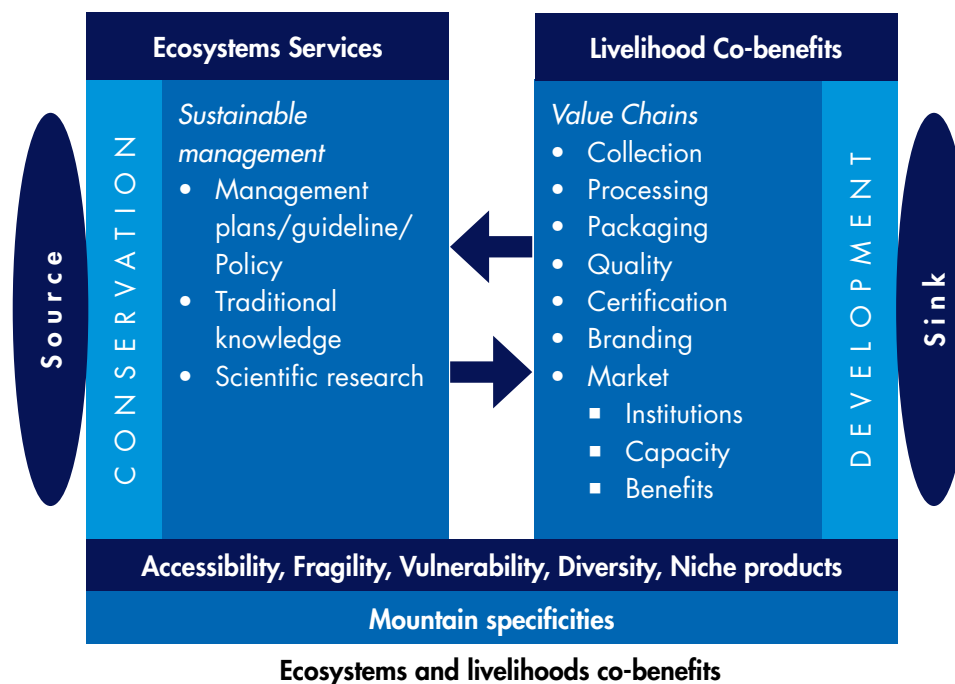 Ecosystems Services
Source
CONSERVATION
Sustainable
management
• Management
plans/guideline/
Policy
• Traditional
knowledge
• Scientific research
Livelihood Co-benefits
Value Chains
• Collection
• Processing
• Packaging
• Quality
• Certification
• Branding
• Market
▪ Institutions
▪ Capacity
▪ Benefits
DEVELOPMENT
Sink
Accessibility, Fragility, Vulnerability, Diversity, Niche products
Mountain specificities
Ecosystems and livelihoods co-benefits